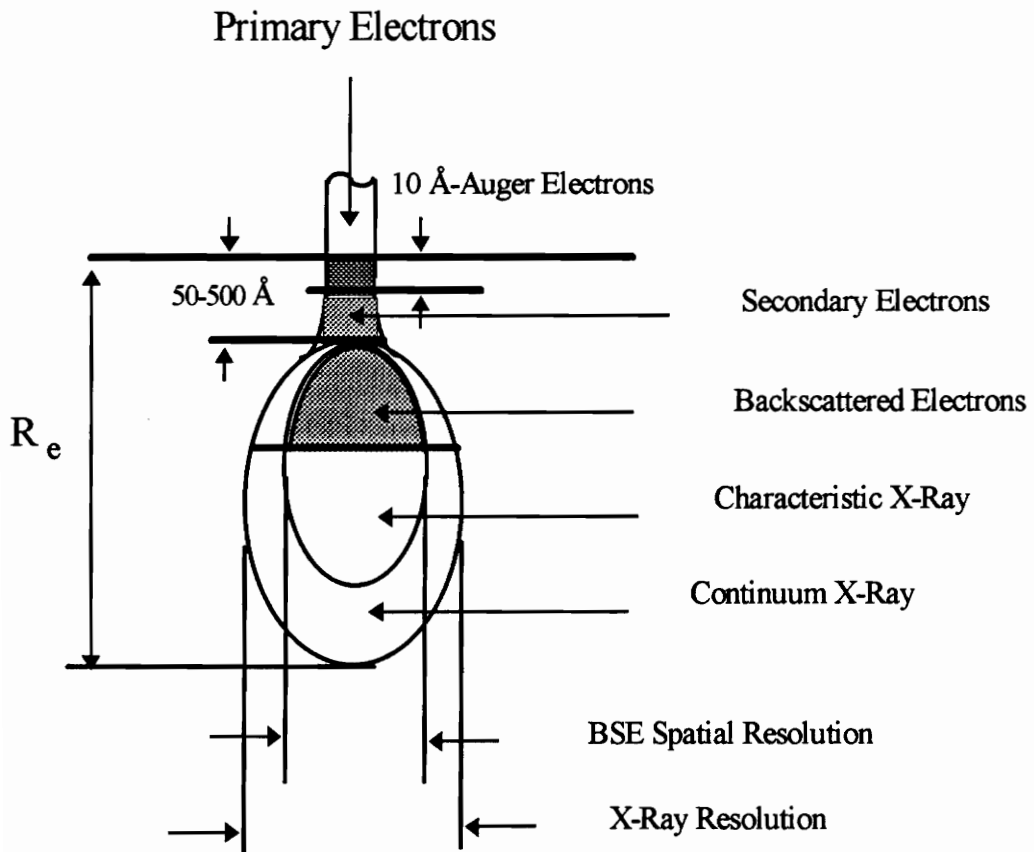 Primary Electrons
10 Å-Auger Electrons
50-500 Å
Secondary Electrons
Backscattered Electrons
R e
Characteristic X-Ray
Continuum X-Ray
BSE Spatial Resolution
X-Ray Resolution